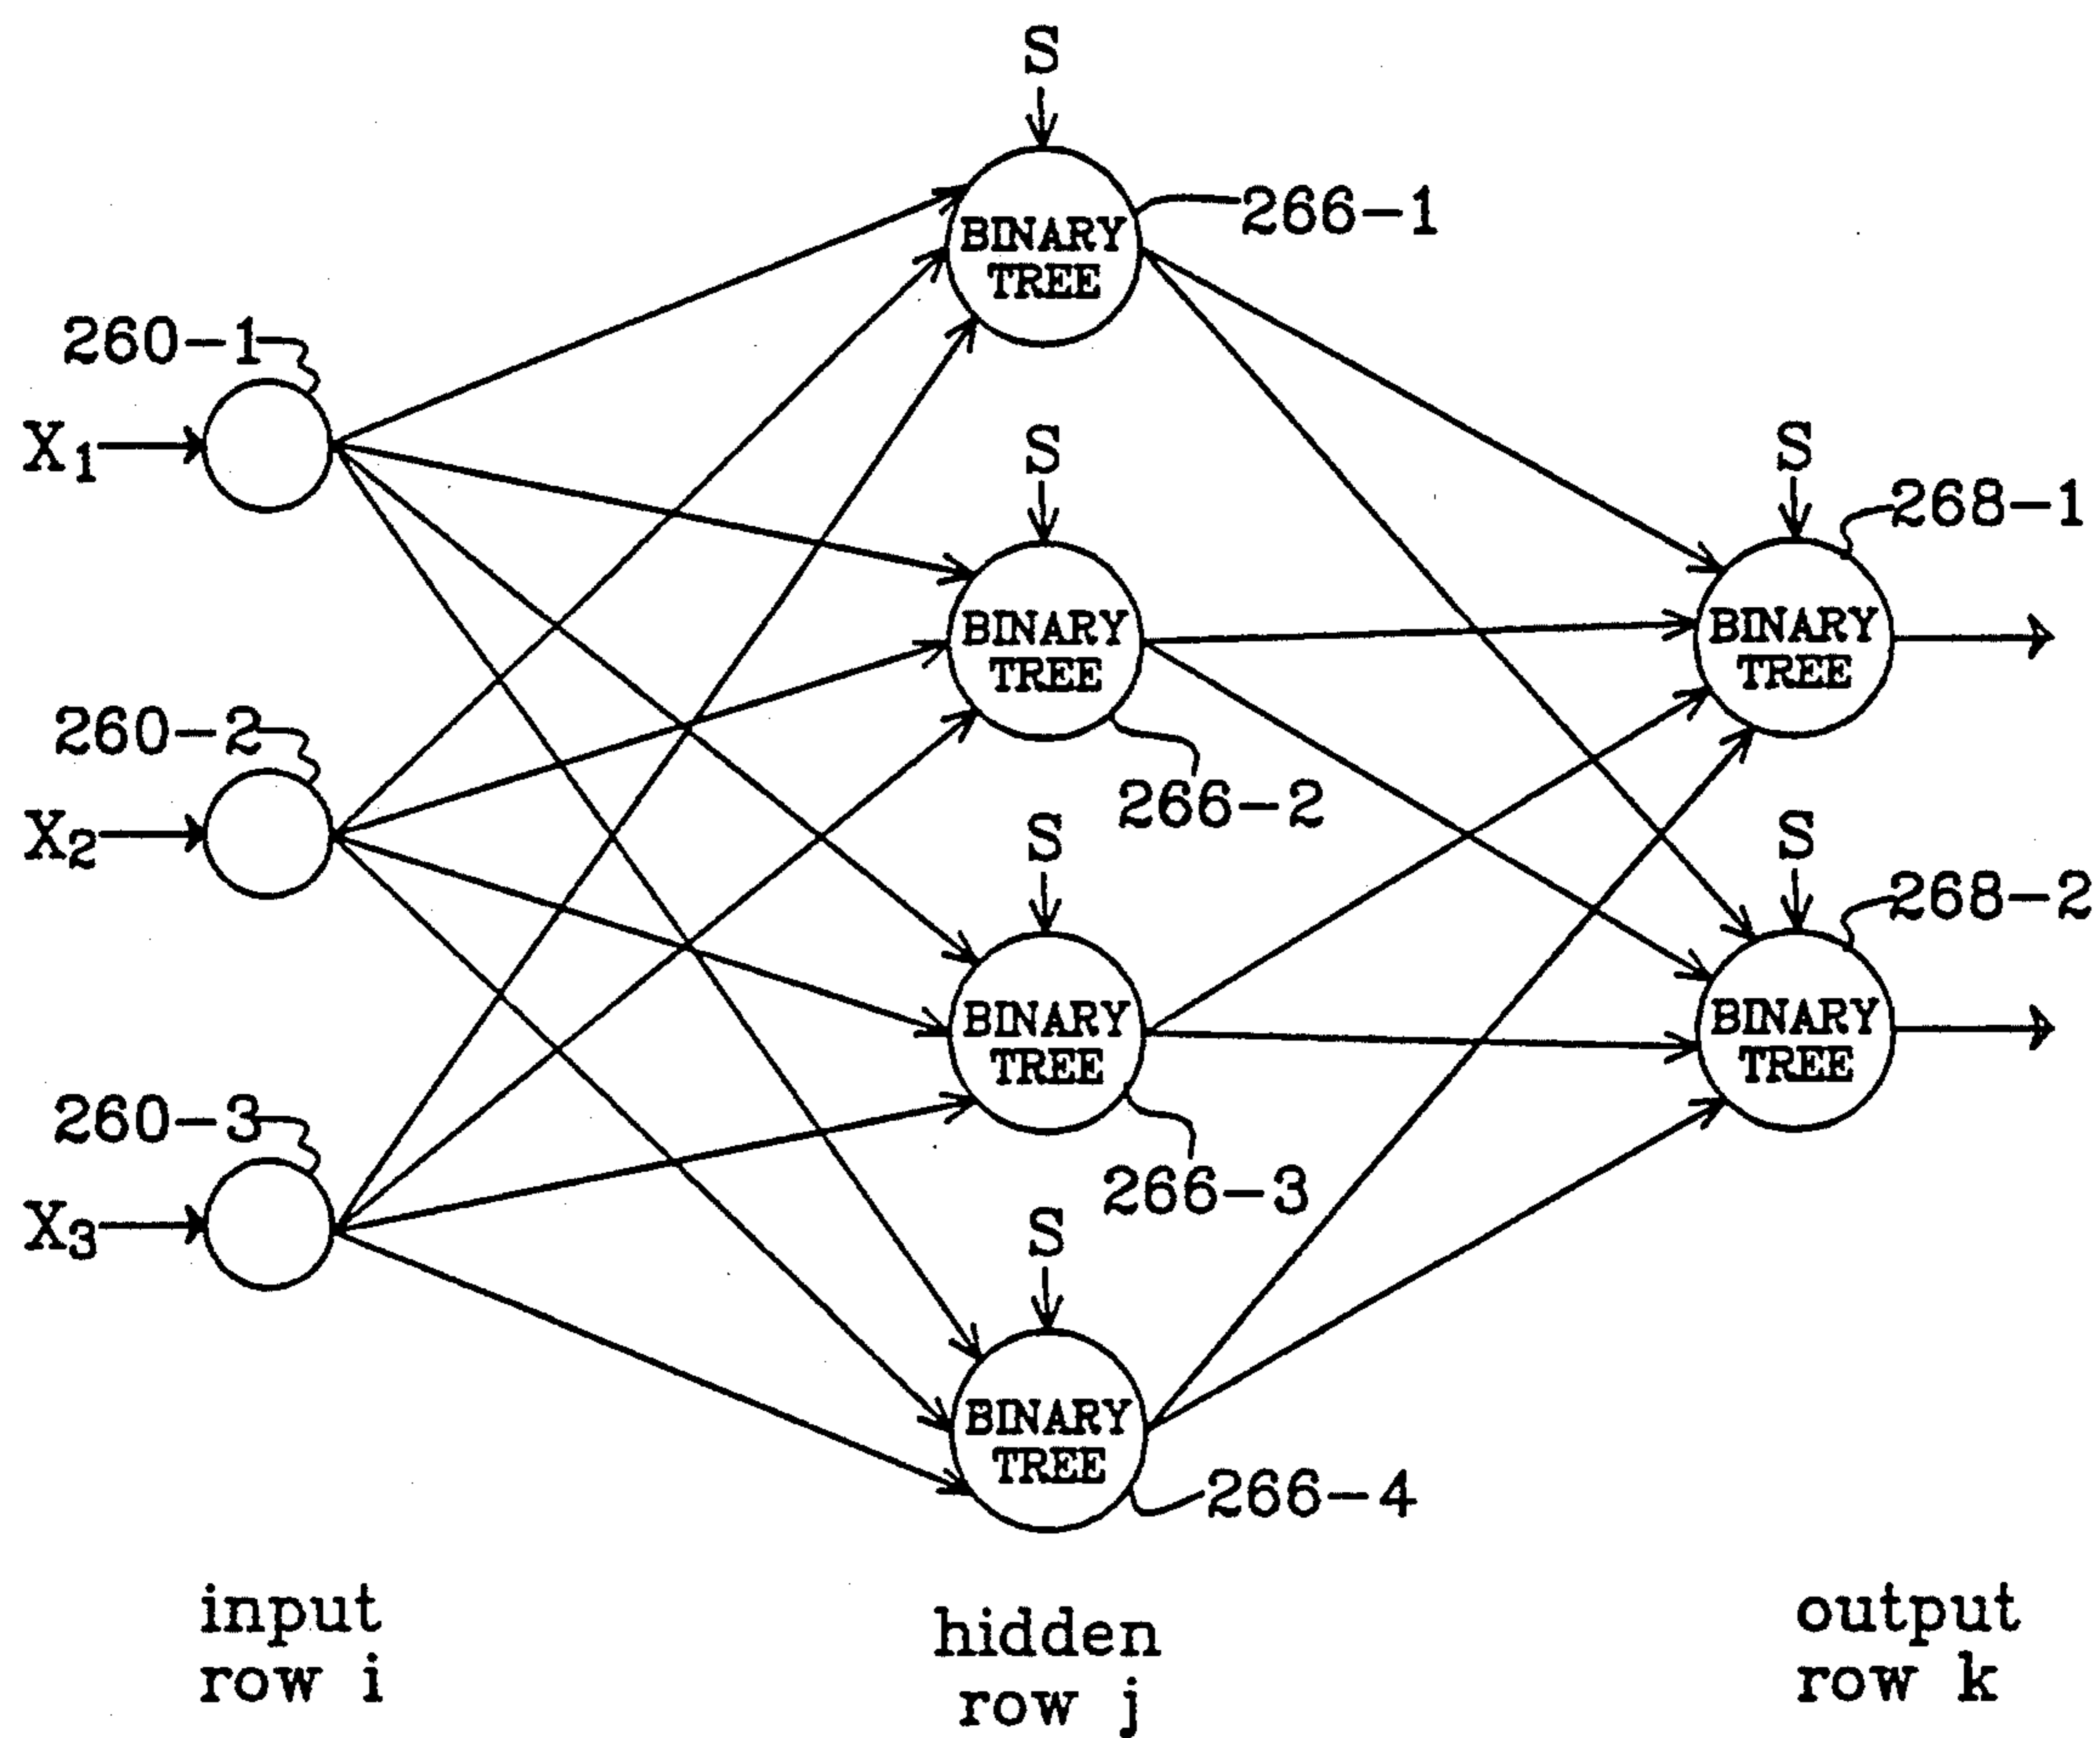 S
BINARY
TREE
266-1
260-1
X1
S
S
268-1
BINARY
TREE
BINARY
TREE
260-2
266-2
X2
S
S
268-2
BINARY
TREE
BINARY
TREE
260-3
266-3
X3
S
BINARY
TREE
266-4
input
row i
hidden
row j
output
row k